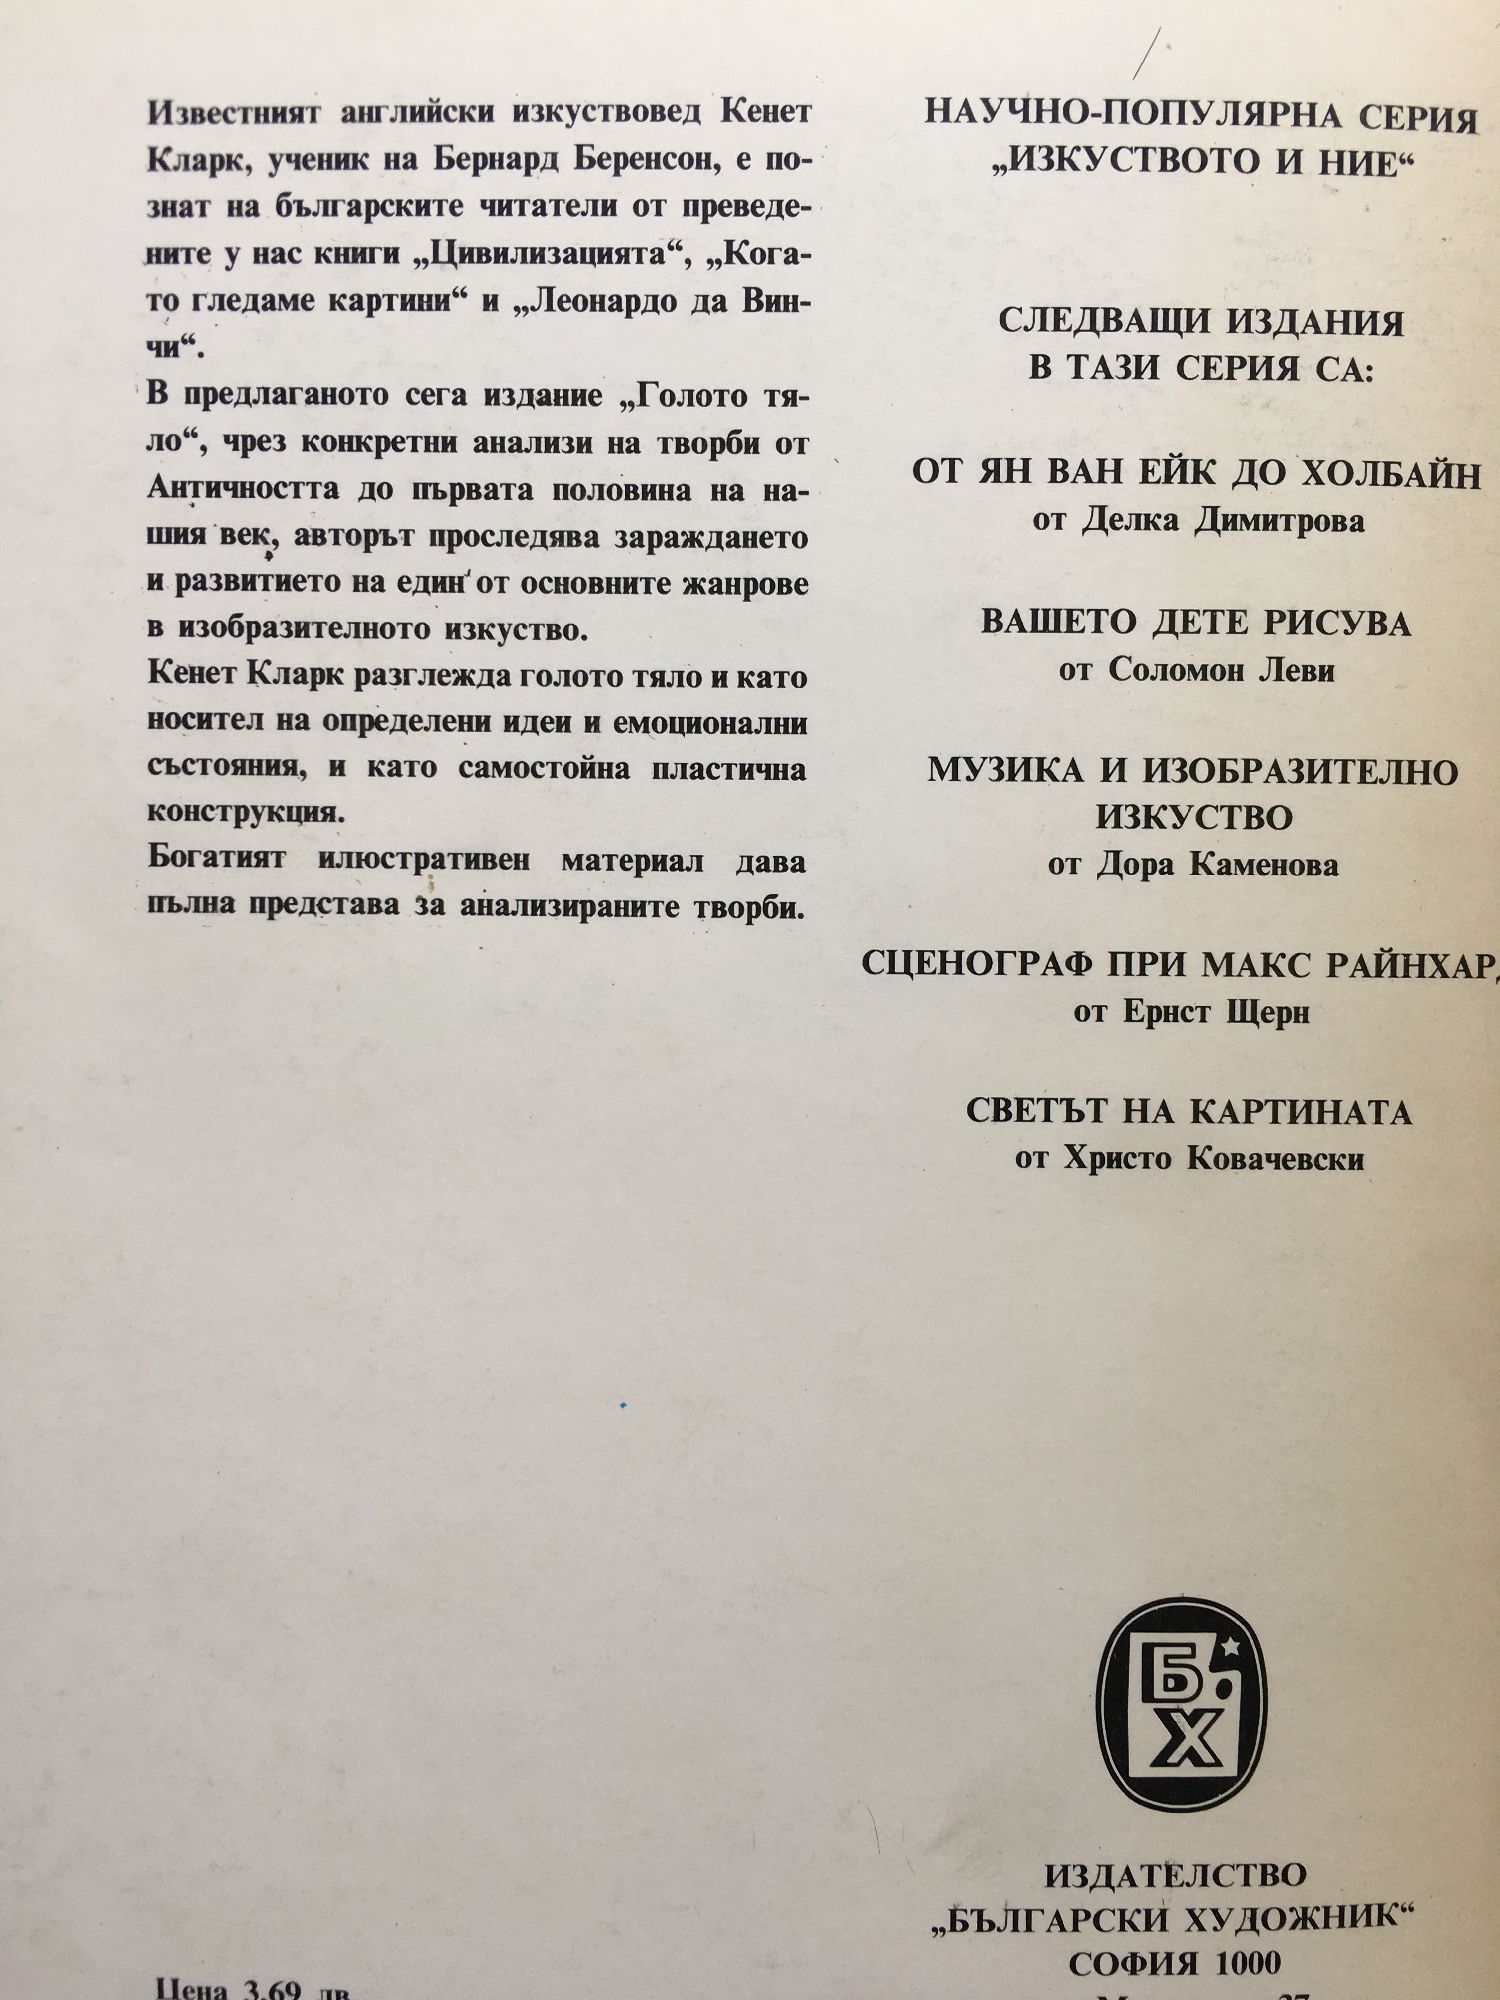 Известният английски изкуствовед Кенет
Кларк, ученик на Бернард Беренсон, е по-
знат на българските читатели от преведе-
ните у нас книги „Цивилизацията“, „Кога-
то гледаме картини“ и „Леонардо да Вин-
чи“.
В предлаганото сега издание „Голото тя-
ло“, чрез конкретни анализи на творби от
Античността до първата половина на на-
шия век, авторът проследява зараждането
и развитието на един от основните жанрове
в изобразителното изкуство.
Кенет Кларк разглежда голото тяло и като
носител на определени идеи и емоционални
състояния, и като самостойна пластична
конструкция.
Богатият илюстративен материал дава
пълна представа за анализираните творби.
Цена 3.69 лв
НАУЧНО-ПОПУЛЯРНА СЕРИЯ
„ИЗКУСТВОТО И НИЕ“
СЛЕДВАЩИ ИЗДАНИЯ
В ТАЗИ СЕРИЯ СА:
ОТ ЯН ВАН ЕЙК ДО ХОЛБАЙН
от Делка Димитрова
ВАШЕТО ДЕТЕ РИСУВА
от Соломон Леви
МУЗИКА И ИЗОБРАЗИТЕЛНО
ИЗКУСТВО
от Дора Каменова
СЦЕНОГРАФ ПРИ МАКС РАЙНХАРД
от Ернст Щерн
СВЕТЪТ НА КАРТИНАТА
от Христо Ковачевски
Б
Х
ИЗДАТЕЛСТВО
„БЪЛГАРСКИ ХУДОЖНИК“
СОФИЯ 1000